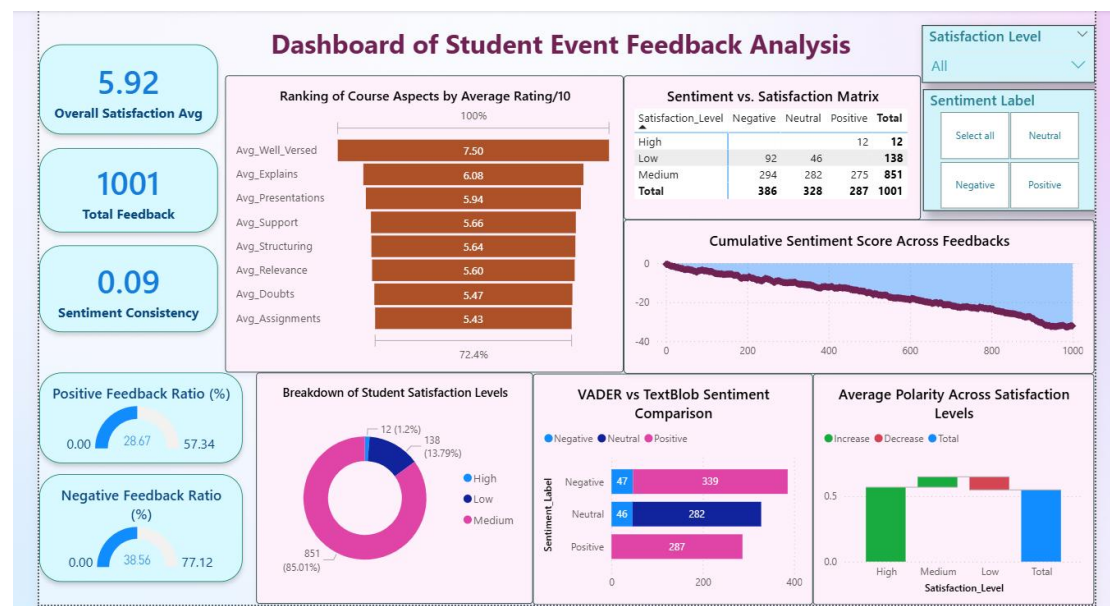 Dashboard of Student Event Feedback Analysis
5.92
Overall Satisfaction Avg
1001
Total Feedback
0.09
Sentiment Consistency
Positive Feedback Ratio (%)
0.00 28.67 57.34
Negative Feedback Ratio
(%)
0.00 38.56 77.12
Ranking of Course Aspects by Average Rating/10
100%
Avg_Well_Versed 7.50
Avg_Explains 6.08
Avg_Presentations 5.94
Avg_Support 5.66
Avg_Structuring 5.64
Avg_Relevance 5.60
Avg_Doubts 5.47
Avg_Assignments 5.43
72.4%
Sentiment vs. Satisfaction Matrix
Satisfaction_Level Negative Neutral Positive Total
High 12 12
Low 92 46 138
Medium 294 282 275 851
Total 386 328 287 1001
Satisfaction Level
All
Sentiment Label
Select all Neutral
Negative Positive
Cumulative Sentiment Score Across Feedbacks
0
-20
-40
0 200 400 600 800 1000
Breakdown of Student Satisfaction Levels
12 (1.2%)
138
(13.79%)
High
Low
Medium
851
(85.01%)
VADER vs TextBlob Sentiment
Comparison
Negative Neutral Positive
Sentiment_Label
Negative 47 339
Neutral 46 282
Positive 287
0 200 400
Average Polarity Across Satisfaction
Levels
Increase Decrease Total
0.5
0.0
High Medium Low Total
Satisfaction_Level